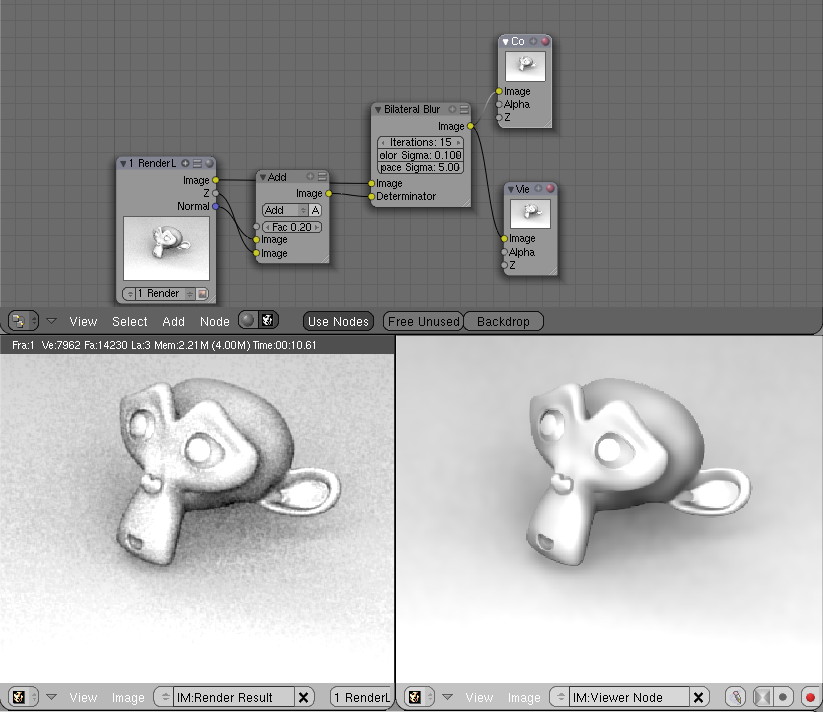 Co
Image
Alpha
Z
Bilateral Blur
Image
Iterations: 15
olor Sigma: 0.100
pace Sigma: 5.00
Image
Determinator
1 RenderL
Image
Z
Normal
1 Render
Add
Image
Add
A
Fac 0.20
Image
Image
Vie
Image
Alpha
Z
View Select Add Node Use Nodes Free Unused Backdrop
Fra:1 Ve:7962 Fa:14230 La:3 Mem:2.21M (4.00M) Time:00:10.61
View Image IM:Render Result 1 RenderL
View Image IM:Viewer Node